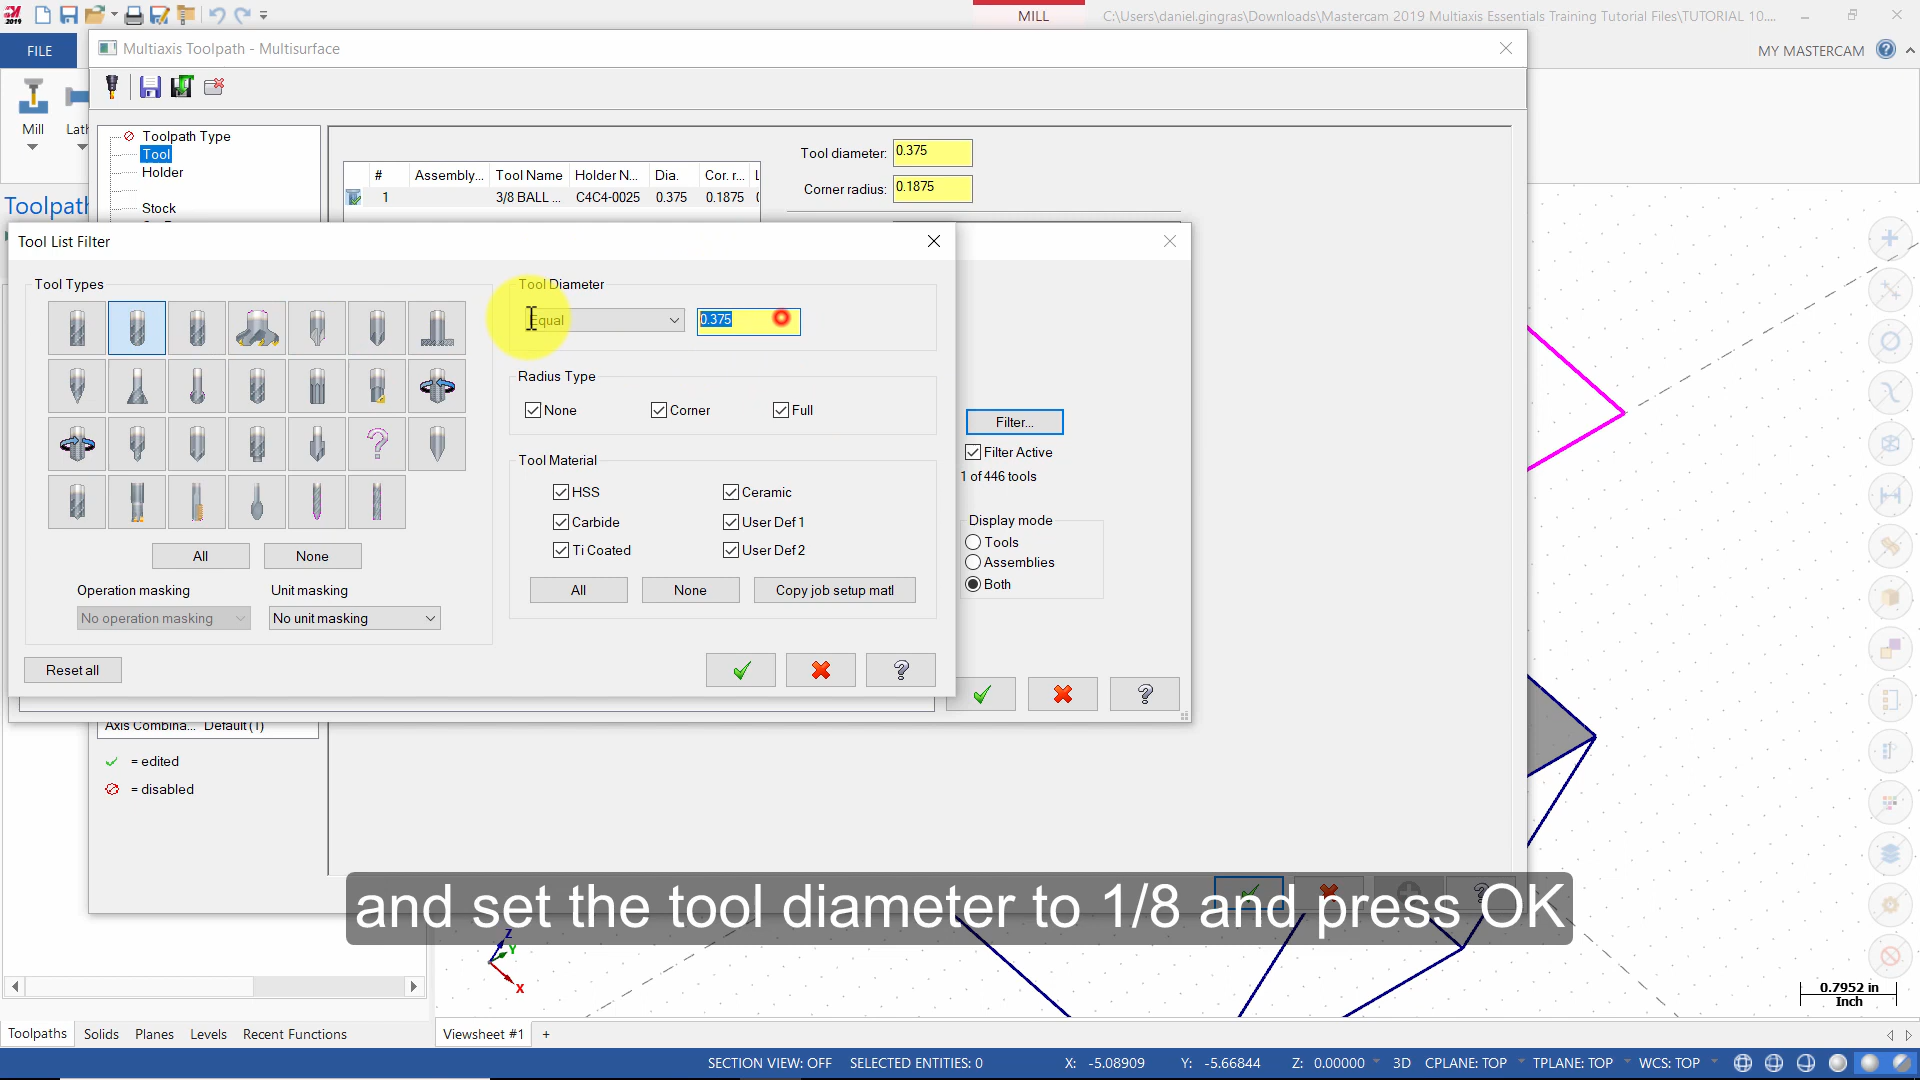 2019
MILL
C:\Users\daniel.gingras\Downloads\Mastercam 2019 Multiaxis Essentials Training Tutorial Files\TUTORIAL 10....
FILE
Multiaxis Toolpath - Multisurface
MY MASTERCAM
Mill
Lath
Toolpath
Toolpath Type
Tool
Holder
Stock
# Assembly... Tool Name Holder N... Dia. Cor. r...
1 3/8 BALL ... C4C4-0025 0.375 0.1875
Tool diameter: 0.375
Corner radius: 0.1875
Tool List Filter
Tool Types
Tool Diameter
Equal 0.375
Radius Type
None Corner Full
Tool Material
HSS Ceramic
Carbide User Def 1
Ti Coated User Def 2
All None
All None Copy job setup matl
Operation masking Unit masking
No operation masking No unit masking
Reset all
Filter...
Filter Active
1 of 446 tools
Display mode
Tools
Assemblies
Both
Axis Combina... Default (1)
= edited
= disabled
and set the tool diameter to 1/8 and press OK
Z
Y
X
0.7952 in
Inch
Toolpaths Solids Planes Levels Recent Functions
Viewsheet #1 +
SECTION VIEW: OFF SELECTED ENTITIES: 0 X: -5.08909 Y: -5.66844 Z: 0.00000 3D CPLANE: TOP TPLANE: TOP WCS: TOP